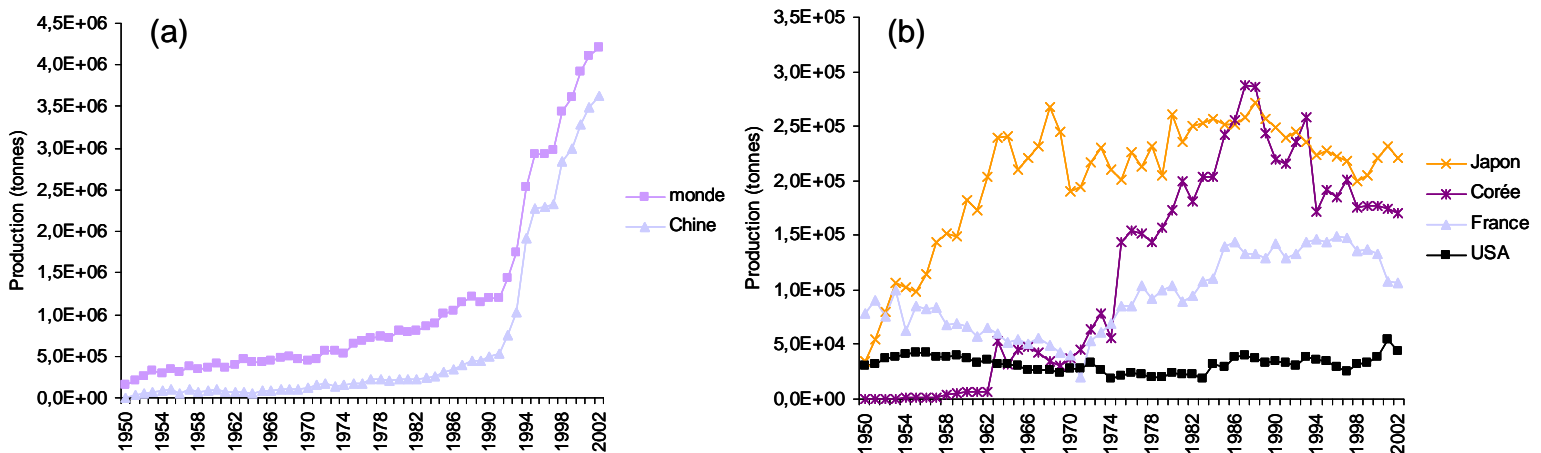 (a)
Production (tonnes)
4,5E+06
4,0E+06
3,5E+06
3,0E+06
2,5E+06
2,0E+06
1,5E+06
1,0E+06
5,0E+05
0,0E+00
1950
1954
1958
1962
1966
1970
1974
1978
1982
1986
1990
1994
1998
2002
monde
Chine
(b)
Production (tonnes)
3,5E+05
3,0E+05
2,5E+05
2,0E+05
1,5E+05
1,0E+05
5,0E+04
0,0E+00
1950
1954
1958
1962
1966
1970
1974
1978
1982
1986
1990
1994
1998
2002
Japon
Corée
France
USA